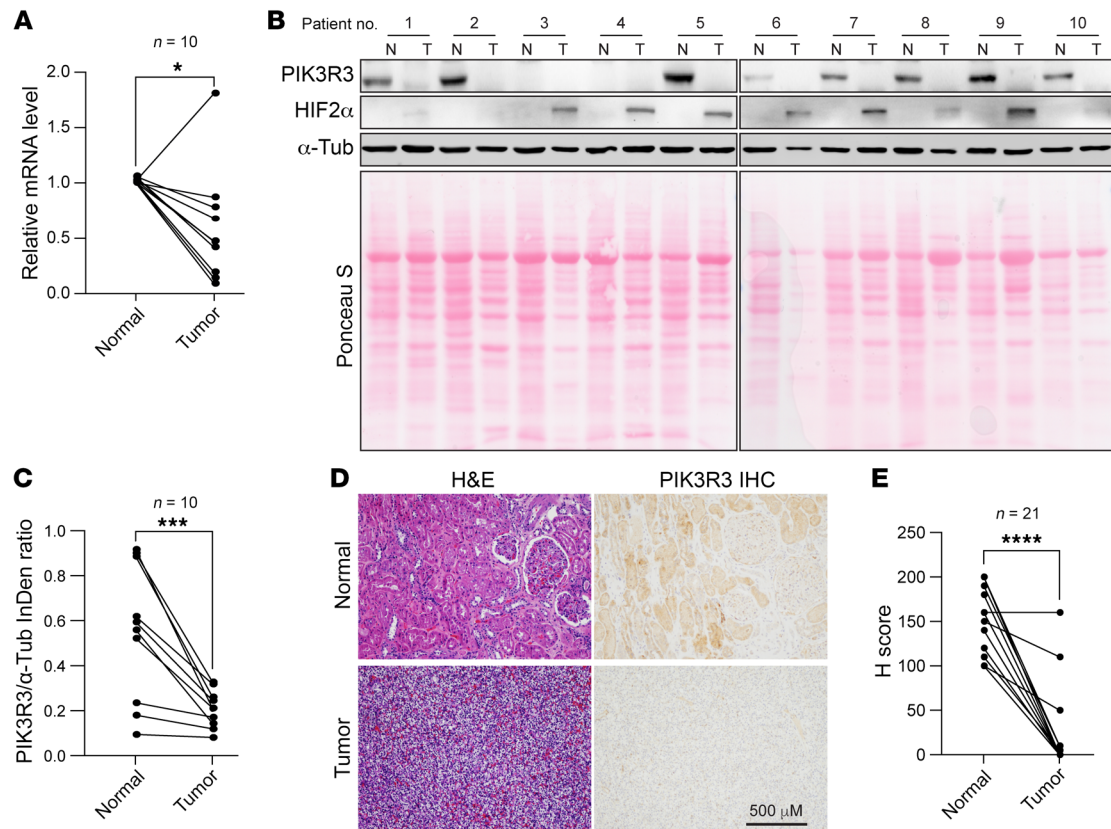 A
n = 10
*
Relative mRNA level
2.0
1.5
1.0
0.5
0.0
Normal
Tumor
B
Patient no. 1 2 3 4 5 6 7 8 9 10
N T N T N T N T N T N T N T N T N T N T
PIK3R3
HIF2α
α-Tub
Ponceau S
C
n = 10
***
PIK3R3/α-Tub InDen ratio
1.0
0.8
0.6
0.4
0.2
0.0
Normal
Tumor
D
H&E PIK3R3 IHC
Normal
Tumor
500 μM
E
n = 21
****
H score
250
200
150
100
50
0
Normal
Tumor